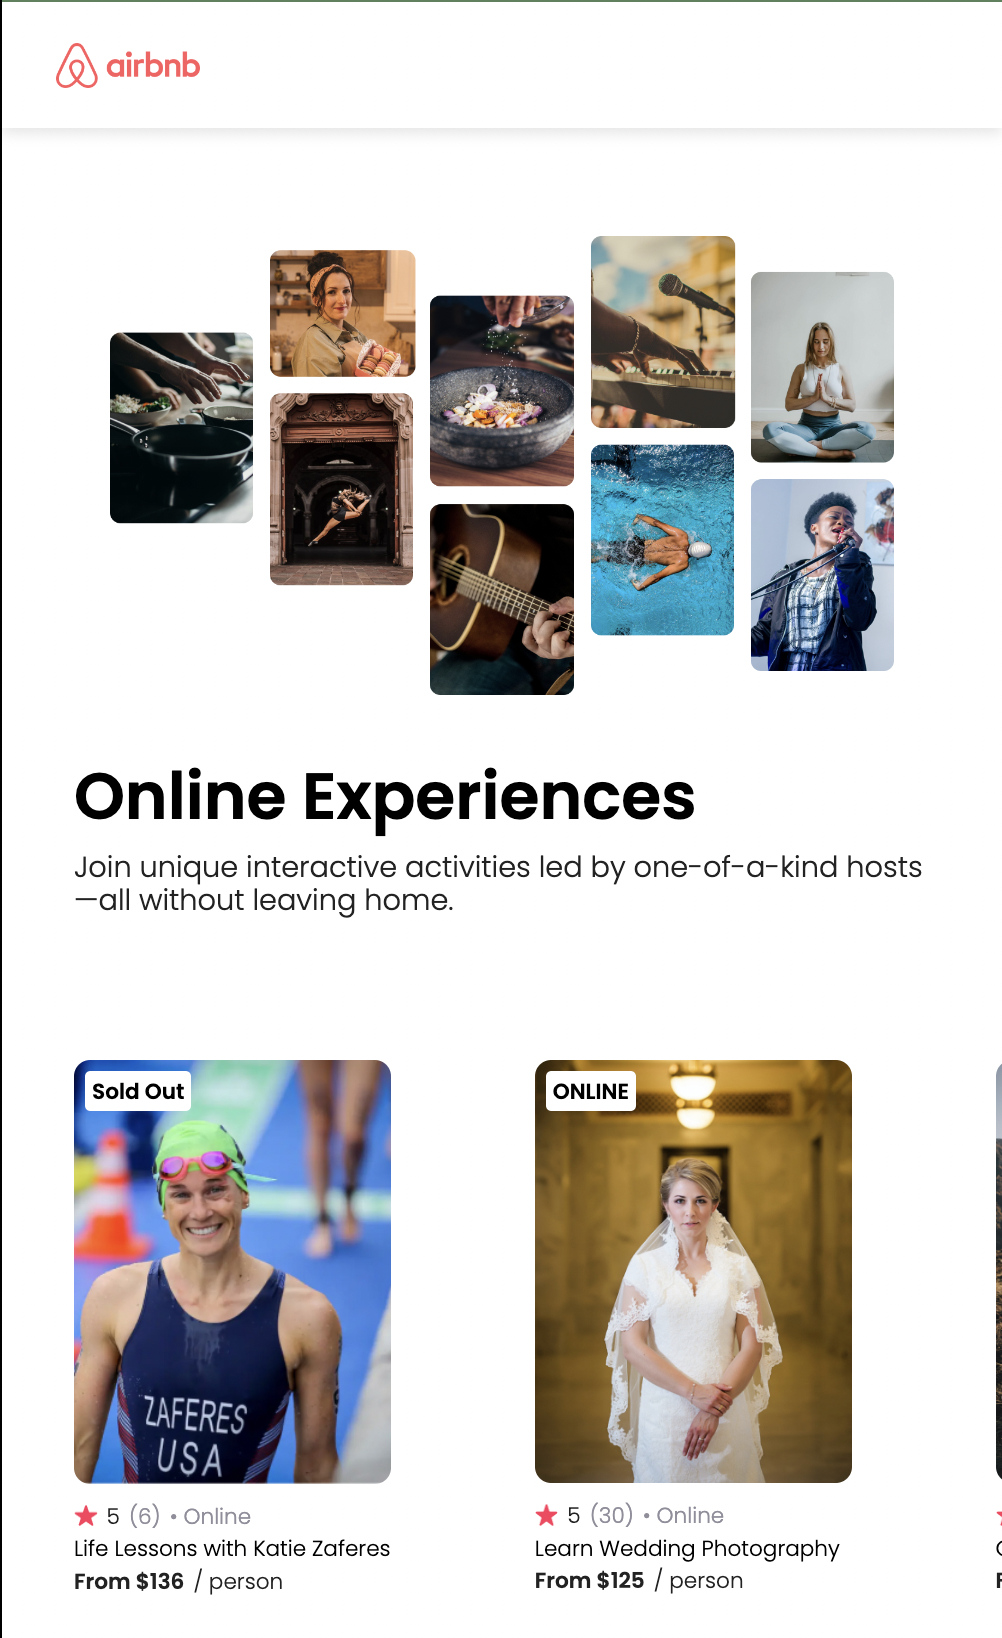 airbnb
Online Experiences
Join unique interactive activities led by one-of-a-kind hosts
—all without leaving home.
Sold Out
ZAFERES
USA
5 (6) • Online
Life Lessons with Katie Zaferes
From $136 / person
ONLINE
5 (30) • Online
Learn Wedding Photography
From $125 / person